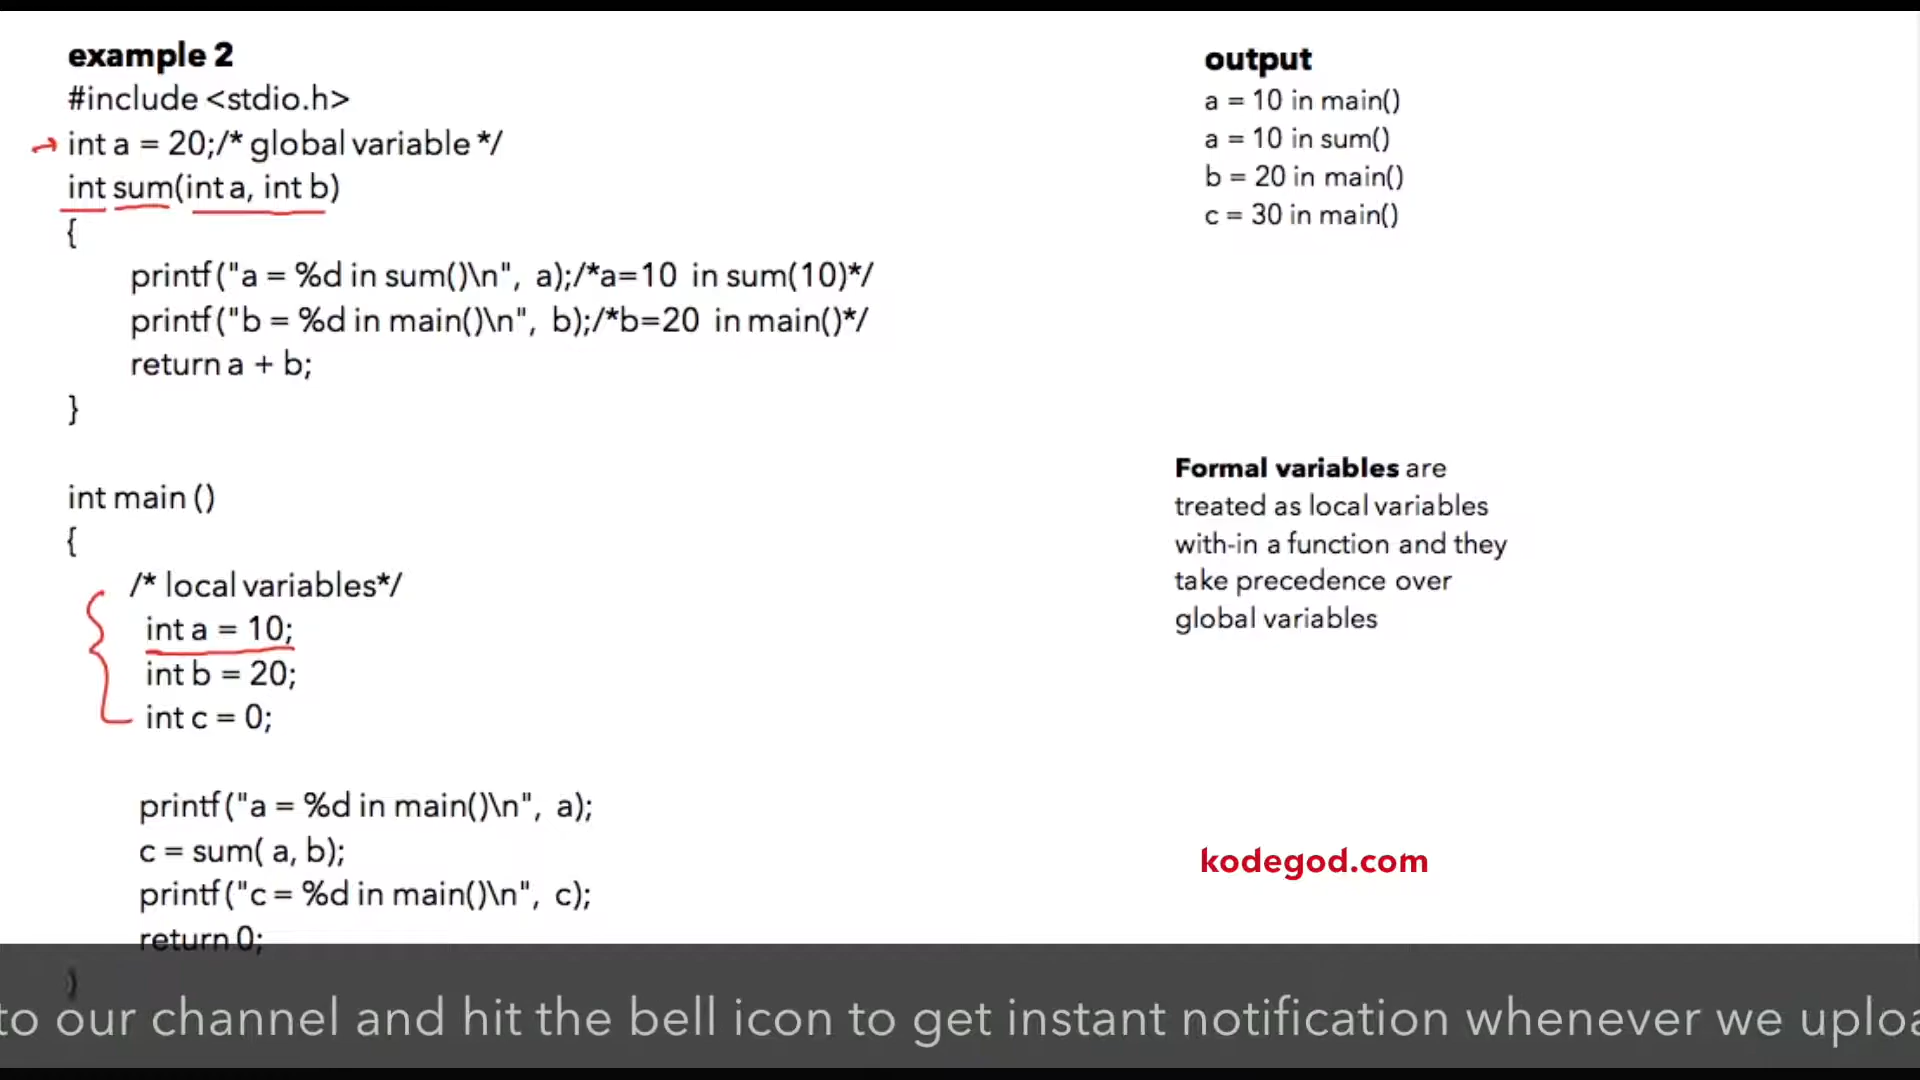 example 2
#include <stdio.h>
int a = 20;/* global variable */
int sum(int a, int b)
{
printf("a = %d in sum()\n", a);/*a=10 in sum(10)*/
printf("b = %d in main()\n", b);/*b=20 in main()*/
return a + b;
}
int main ()
{
/* local variables*/
int a = 10;
int b = 20;
int c = 0;
printf("a = %d in main()\n", a);
c = sum( a, b);
printf("c = %d in main()\n", c);
return 0;
}
output
a = 10 in main()
a = 10 in sum()
b = 20 in main()
c = 30 in main()
Formal variables are
treated as local variables
with-in a function and they
take precedence over
global variables
kodegod.com
to our channel and hit the bell icon to get instant notification whenever we uploa